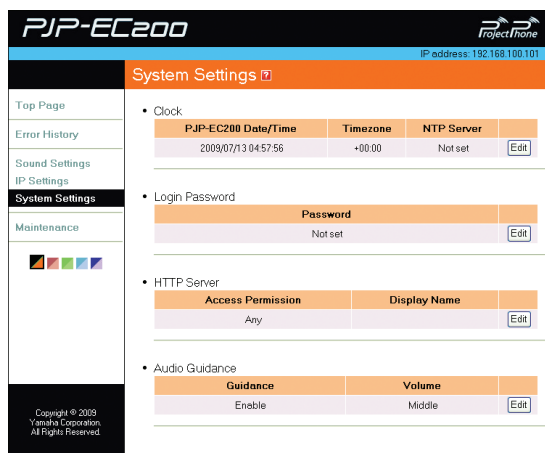 PJP-EC200
ProjectPhone
IP address: 192.168.100.101
System Settings ?
Top Page
Error History
Sound Settings
IP Settings
System Settings
Maintenance
• Clock
PJP-EC200 Date/Time Timezone NTP Server
2009/07/13 04:57:56 +00:00 Not set Edit
• Login Password
Password
Not set Edit
• HTTP Server
Access Permission Display Name
Any Edit
• Audio Guidance
Guidance Volume
Enable Middle Edit
Copyright © 2009
Yamaha Corporation.
All Rights Reserved.